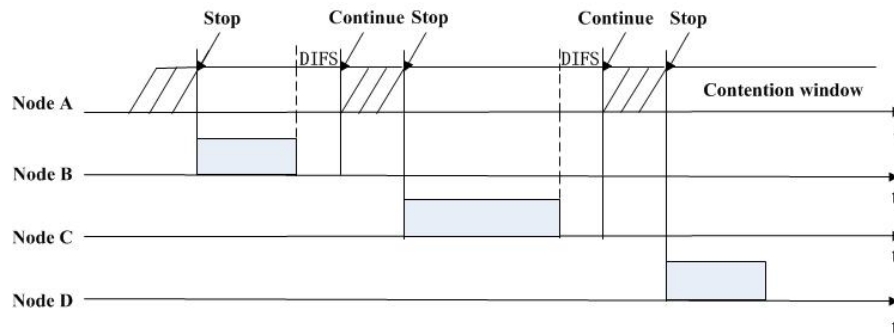 Stop Continue Stop Continue Stop
DIFS DIFS
Node A Contention window
Node B
t
Node C
t
Node D